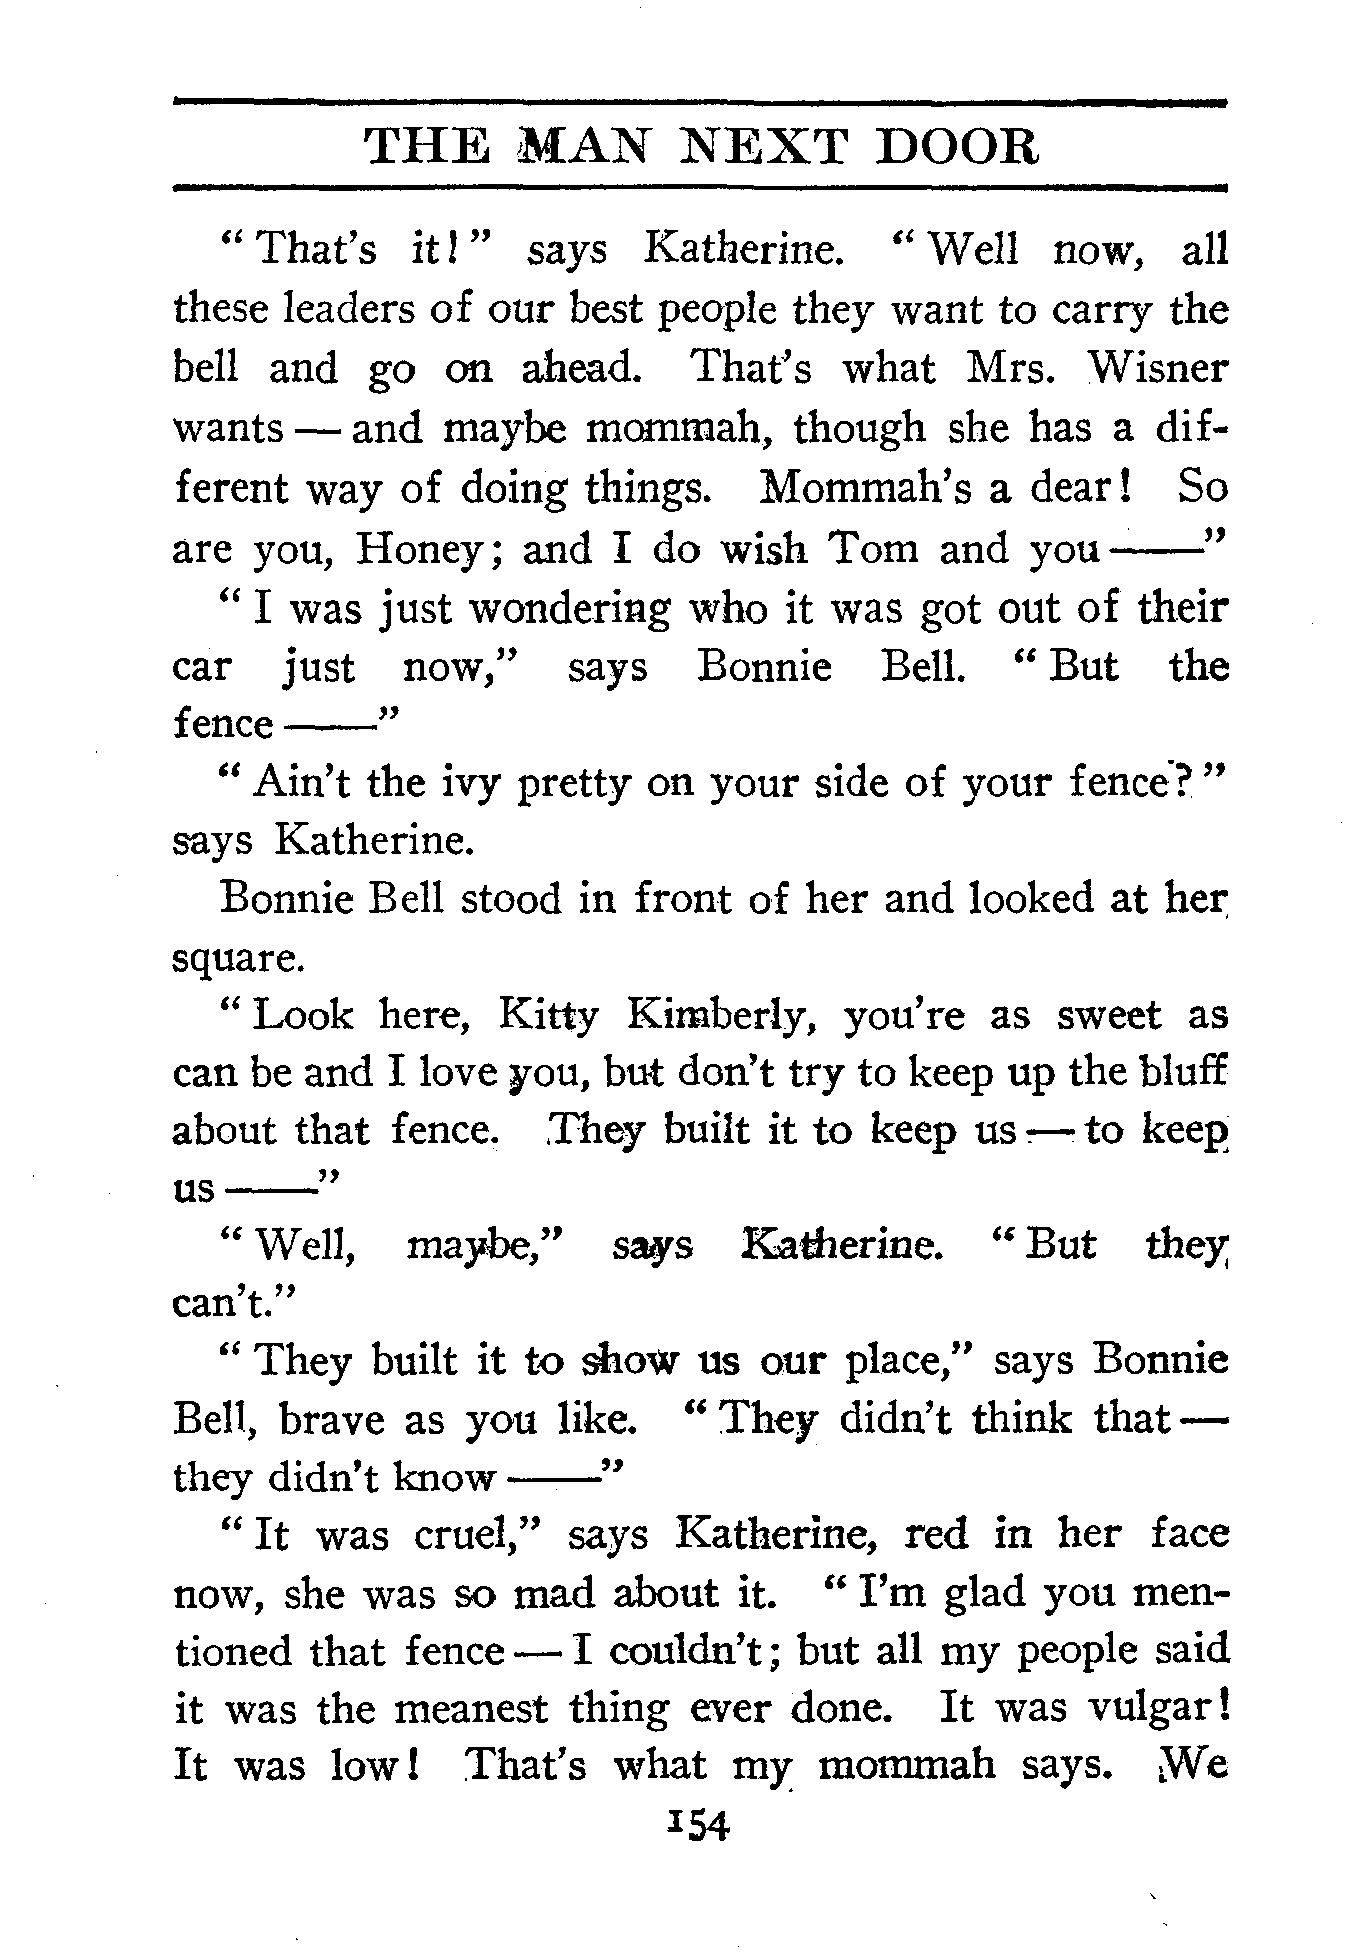 THE MAN NEXT DOOR
“ That’s it! ” says Katherine. “ Well now, all
these leaders of our best people they want to carry the
bell and go on ahead. That’s what Mrs. Wisner
wants — and maybe mommah, though she has a dif-
ferent way of doing things. Mommah’s a dear! So
are you, Honey; and I do wish Tom and you ——”
“ I was just wondering who it was got out of their
car just now,” says Bonnie Bell. “ But the
fence ——”
“ Ain’t the ivy pretty on your side of your fence? ”
says Katherine.
Bonnie Bell stood in front of her and looked at her
square.
“ Look here, Kitty Kimberly, you’re as sweet as
can be and I love you, but don’t try to keep up the bluff
about that fence. They built it to keep us — to keep
us ——”
“ Well, maybe,” says Katherine. “ But they
can’t.”
“ They built it to show us our place,” says Bonnie
Bell, brave as you like. “ They didn’t think that —
they didn’t know ——”
“ It was cruel,” says Katherine, red in her face
now, she was so mad about it. “ I’m glad you men-
tioned that fence — I couldn’t; but all my people said
it was the meanest thing ever done. It was vulgar!
It was low! That’s what my mommah says. We
154